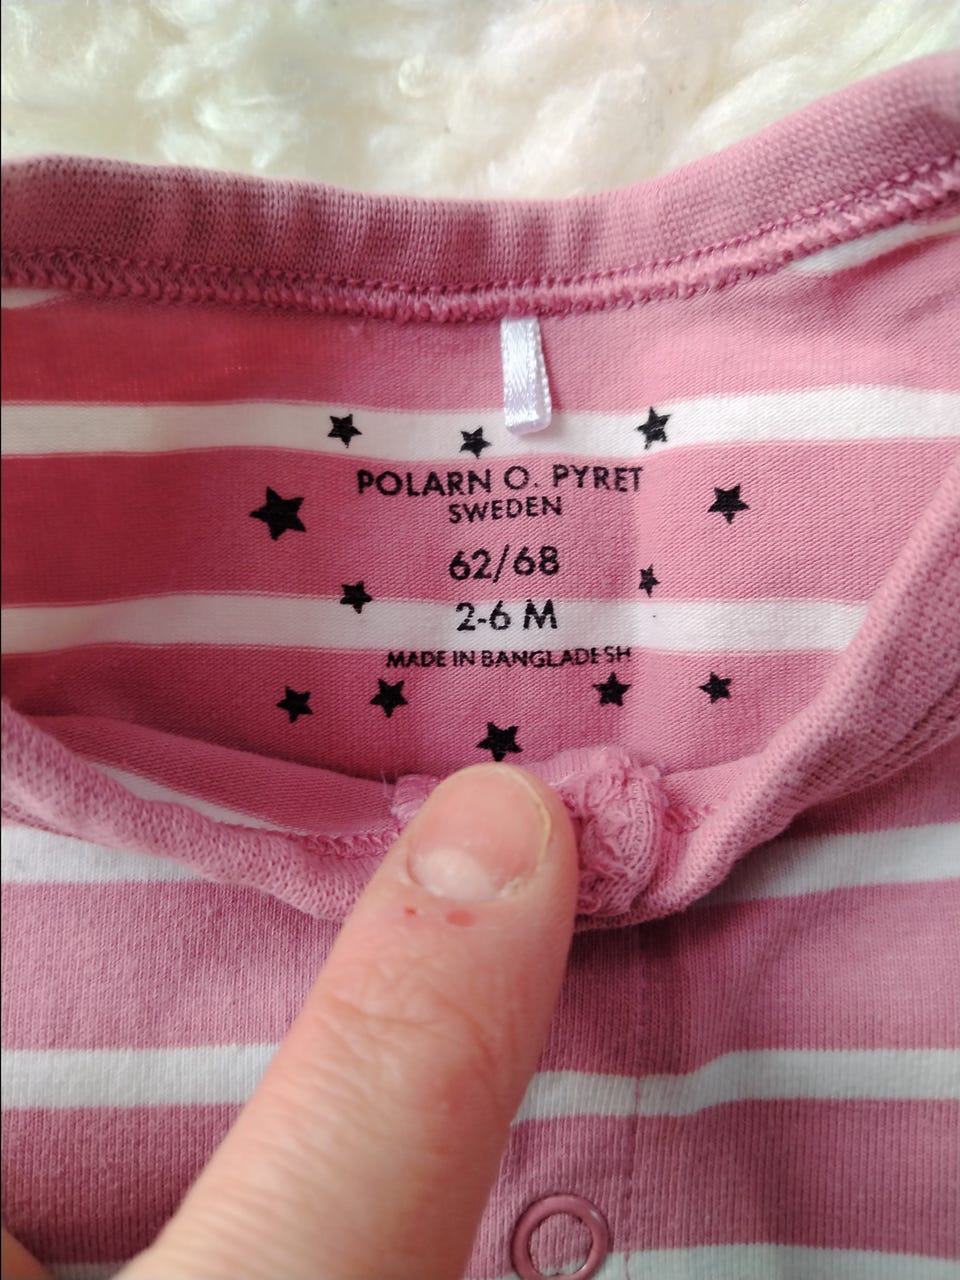 POLARN O. PYRET
SWEDEN
62/68
2-6 M
MADE IN BANGLADESH